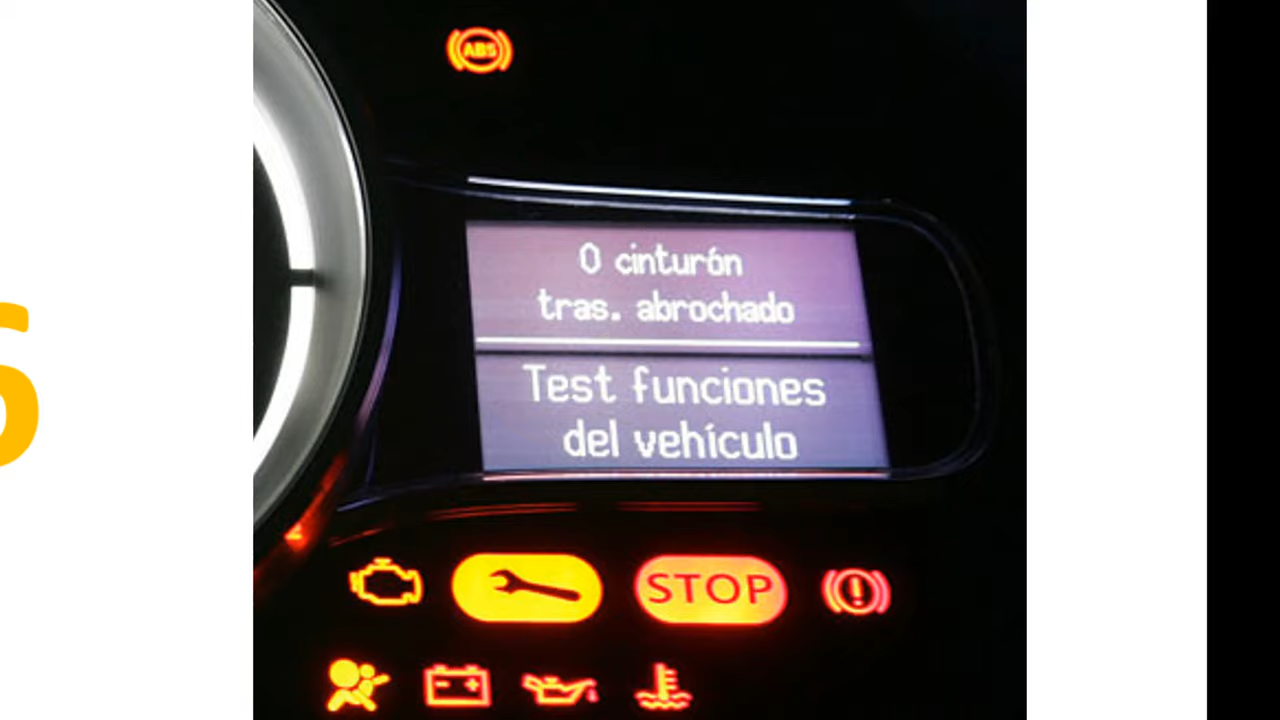 ABS
0 cinturón
tras. abrochado
Test funciones
del vehículo
STOP